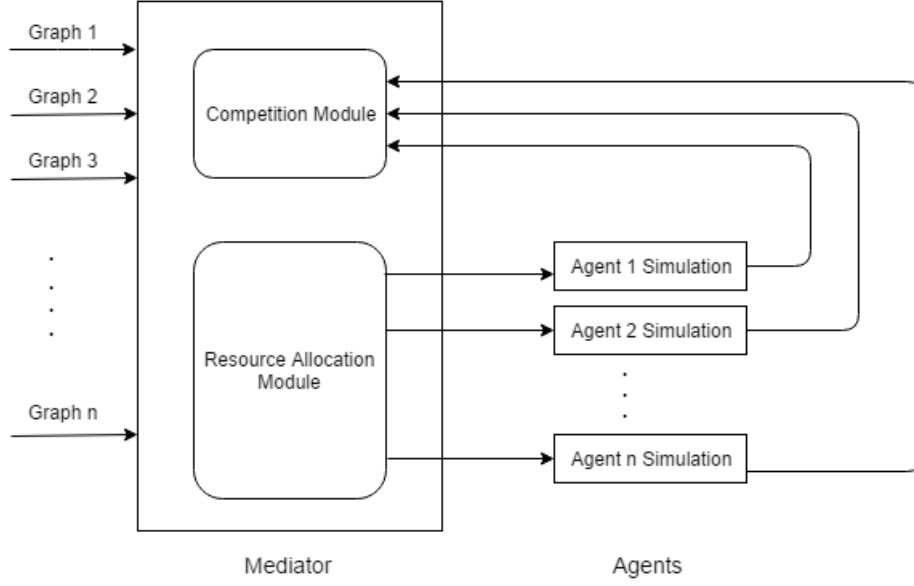 Graph 1
Graph 2
Graph 3
Graph n
Competition Module
Resource Allocation
Module
Agent 1 Simulation
Agent 2 Simulation
Agent n Simulation
Mediator
Agents